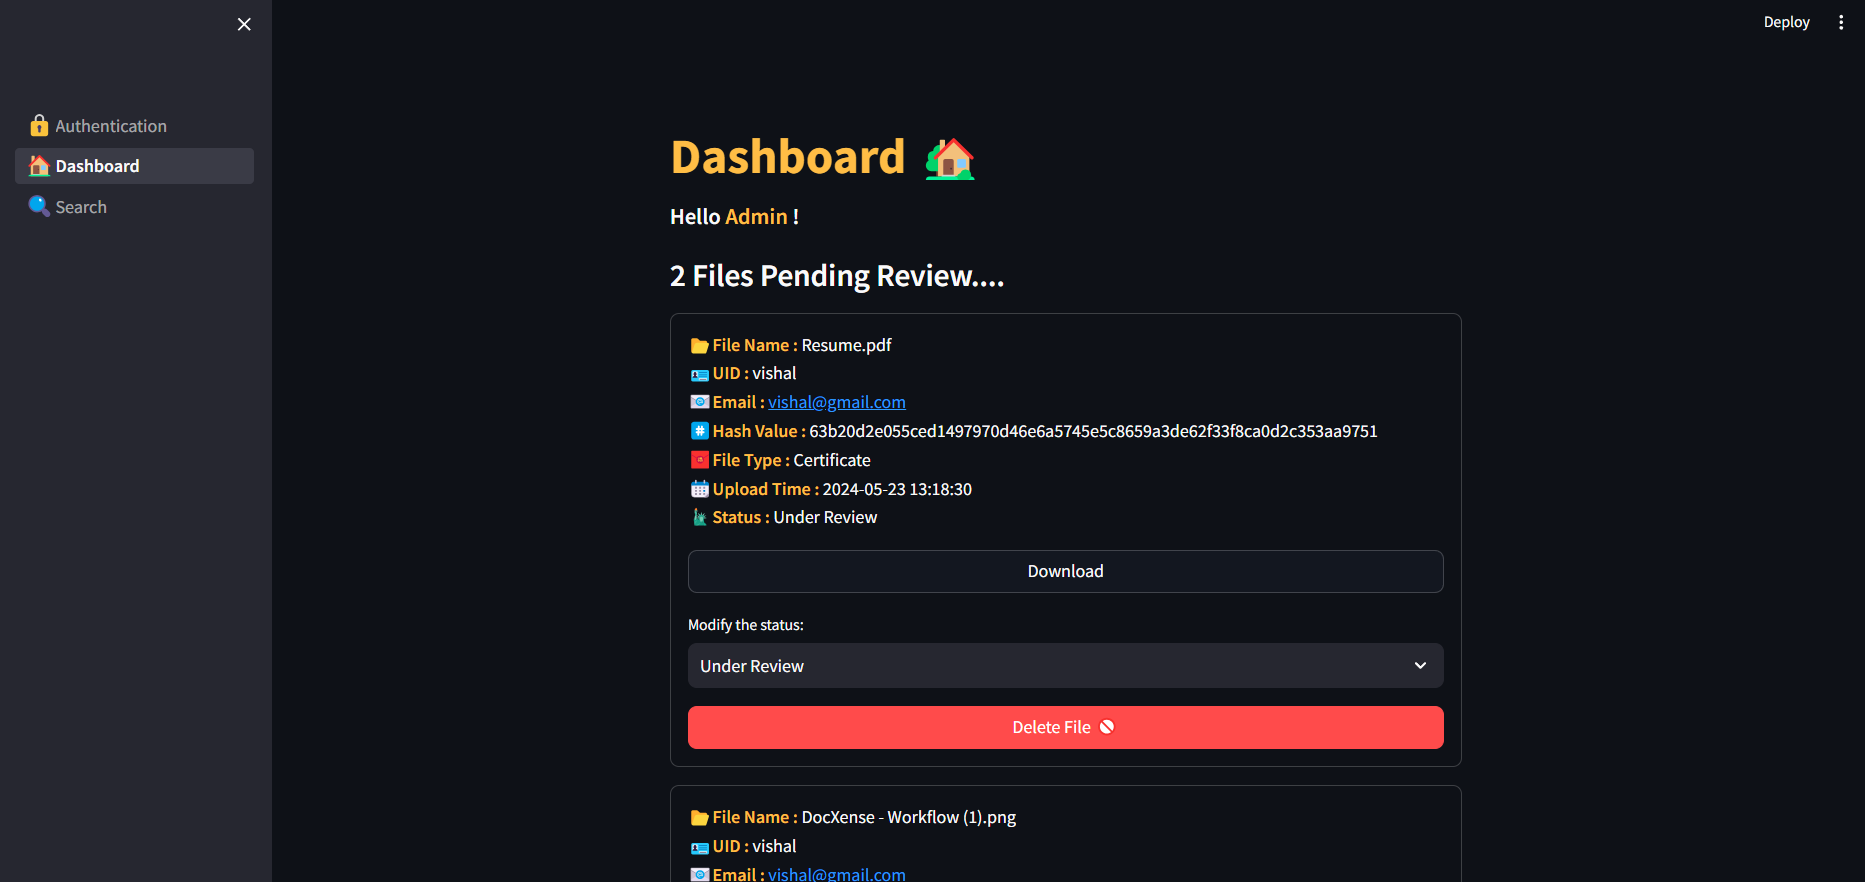 Deploy
Authentication
Dashboard
Search
Dashboard
Hello Admin !
2 Files Pending Review....
File Name : Resume.pdf
UID : vishal
Email : vishal@gmail.com
Hash Value : 63b20d2e055ced1497970d46e6a5745e5c8659a3de62f33f8ca0d2c353aa9751
File Type : Certificate
Upload Time : 2024-05-23 13:18:30
Status : Under Review
Download
Modify the status:
Under Review
Delete File
File Name : DocXense - Workflow (1).png
UID : vishal
Email : vishal@gmail.com